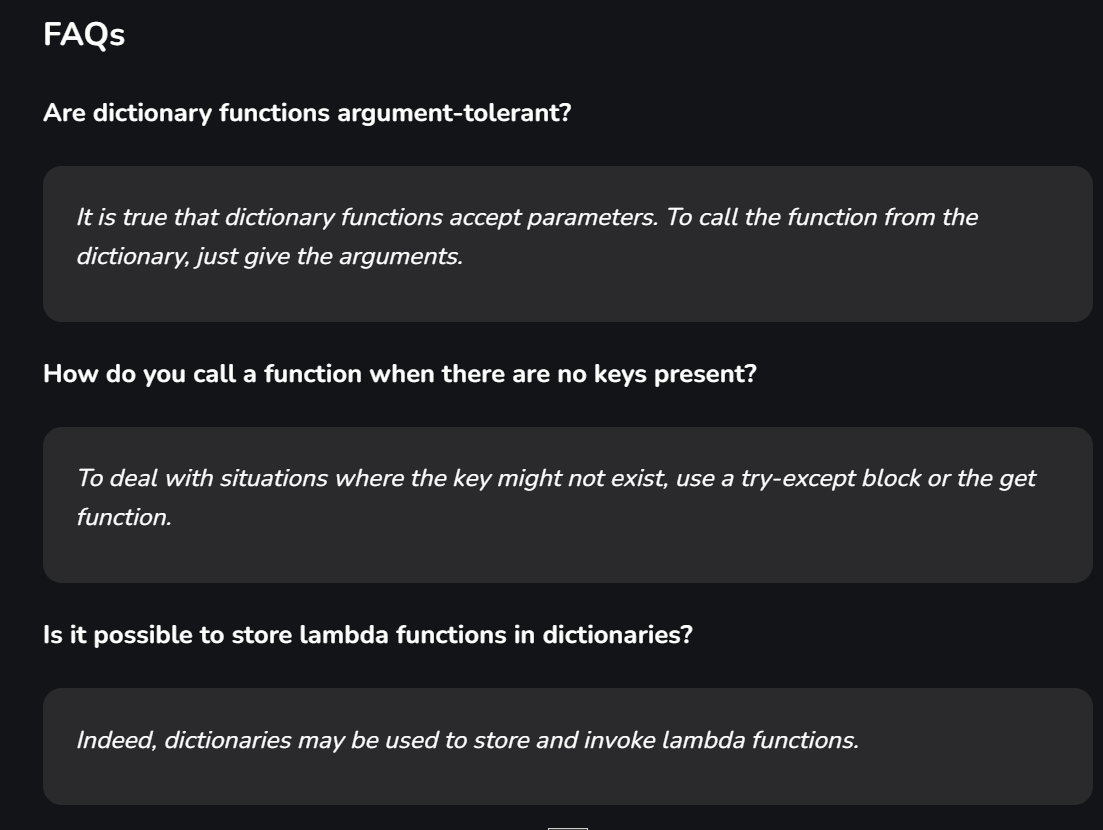 FAQs
Are dictionary functions argument-tolerant?
It is true that dictionary functions accept parameters. To call the function from the
dictionary, just give the arguments.
How do you call a function when there are no keys present?
To deal with situations where the key might not exist, use a try-except block or the get
function.
Is it possible to store lambda functions in dictionaries?
Indeed, dictionaries may be used to store and invoke lambda functions.